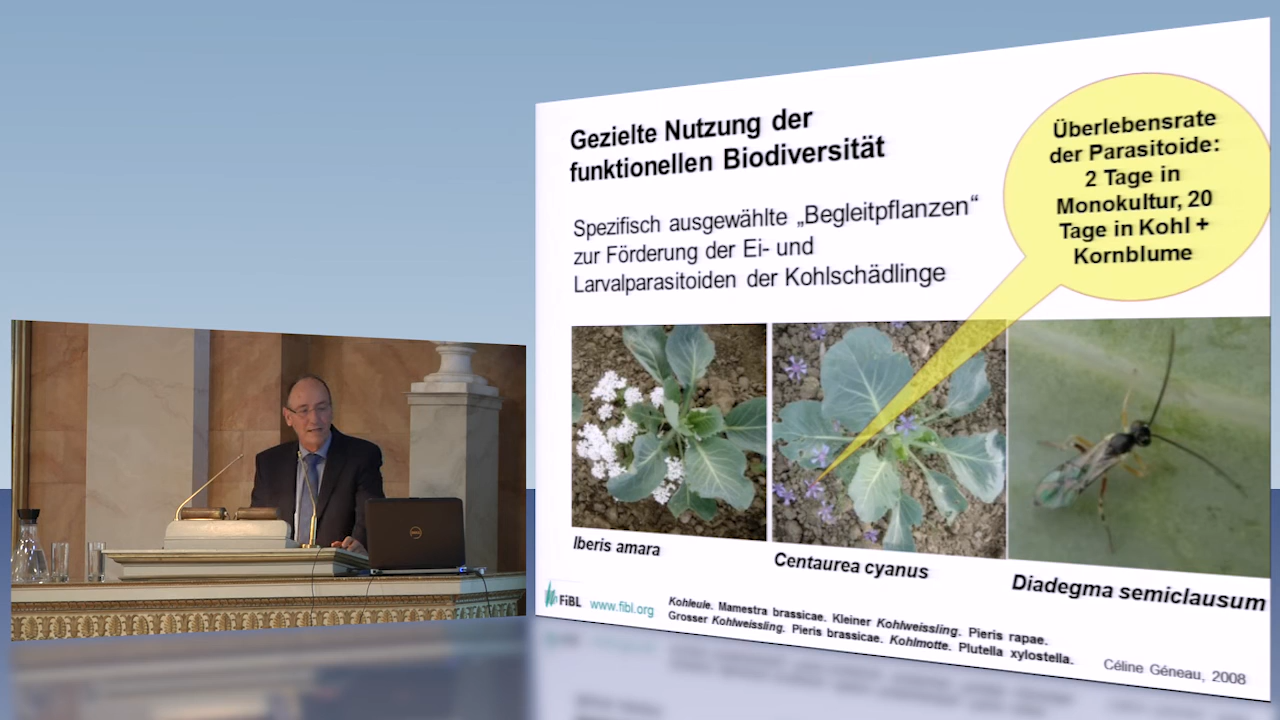 Gezielte Nutzung der
funktionellen Biodiversität
Spezifisch ausgewählte „Begleitpflanzen“
zur Förderung der Ei- und
Larvalparasitoiden der Kohlschädlinge
Überlebensrate
der Parasitoide:
2 Tage in
Monokultur, 20
Tage in Kohl +
Kornblume
Iberis amara
Centaurea cyanus
Diadegma semiclausum
FiBL
www.fibl.org
Kohleule. Mamestra brassicae. Kleiner Kohlweissling. Pieris rapae.
Grosser Kohlweissling. Pieris brassicae. Kohlmotte. Plutella xylostella.
Céline Géneau, 2008
DELL